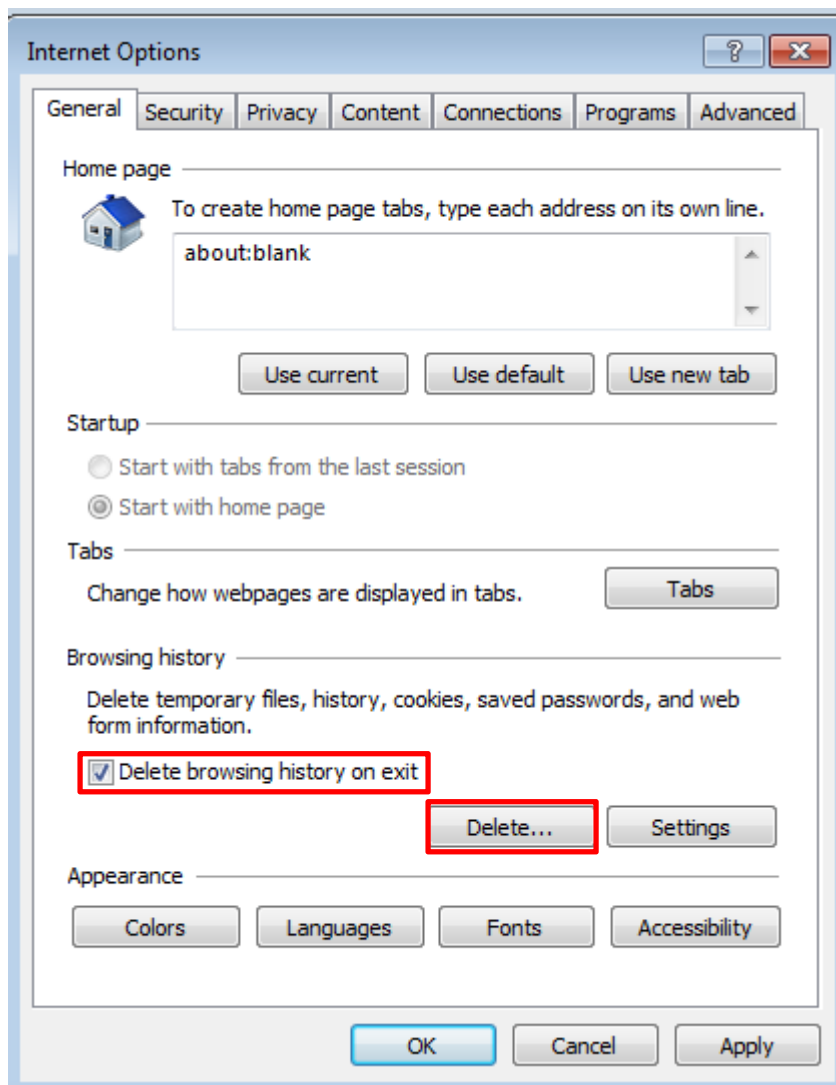 Internet Options
General Security Privacy Content Connections Programs Advanced
Home page
To create home page tabs, type each address on its own line.
about:blank
Use current Use default Use new tab
Startup
Start with tabs from the last session
Start with home page
Tabs
Change how webpages are displayed in tabs. Tabs
Browsing history
Delete temporary files, history, cookies, saved passwords, and web
form information.
Delete browsing history on exit
Delete... Settings
Appearance
Colors Languages Fonts Accessibility
OK Cancel Apply